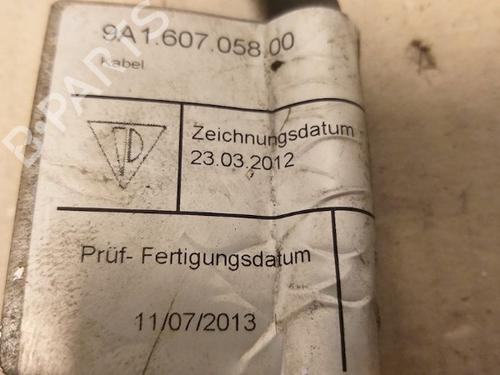 9A1.607.058.00
Kabel
Zeichnungsdatum
23.03.2012
Prüf- Fertigungsdatum
11/07/2013
B-PARTS